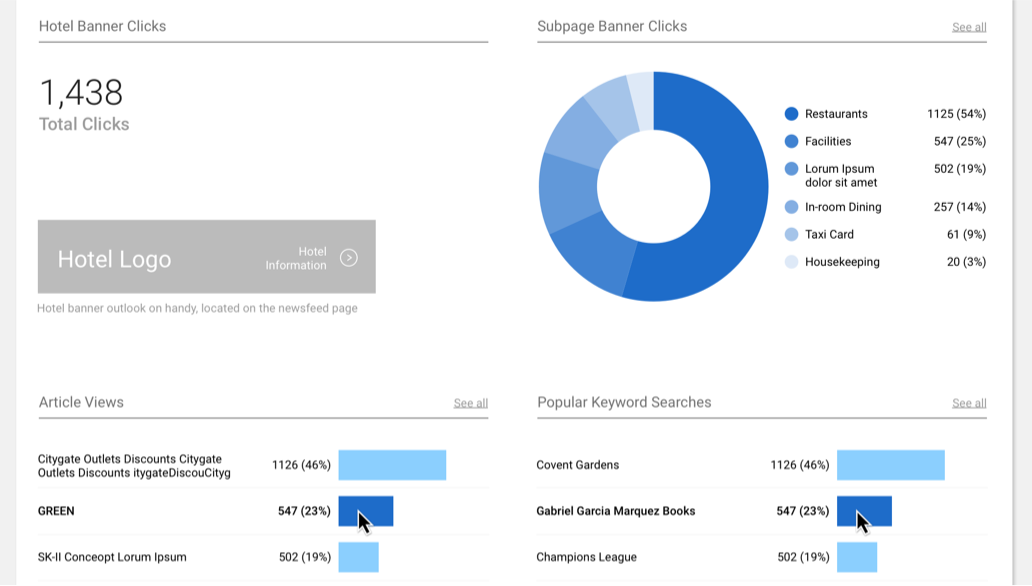 Hotel Banner Clicks
1,438
Total Clicks
Hotel Logo
Hotel
Information
Hotel banner outlook on handy, located on the newsfeed page
Subpage Banner Clicks
See all
Restaurants 1125 (54%)
Facilities 547 (25%)
Lorum Ipsum 502 (19%)
dolor sit amet
In-room Dining 257 (14%)
Taxi Card 61 (9%)
Housekeeping 20 (3%)
Article Views
See all
Citygate Outlets Discounts Citygate
Outlets Discounts itygateDiscouCityg
1126 (46%)
GREEN 547 (23%)
SK-II Conceopt Lorum Ipsum 502 (19%)
Popular Keyword Searches
See all
Covent Gardens 1126 (46%)
Gabriel Garcia Marquez Books 547 (23%)
Champions League 502 (19%)